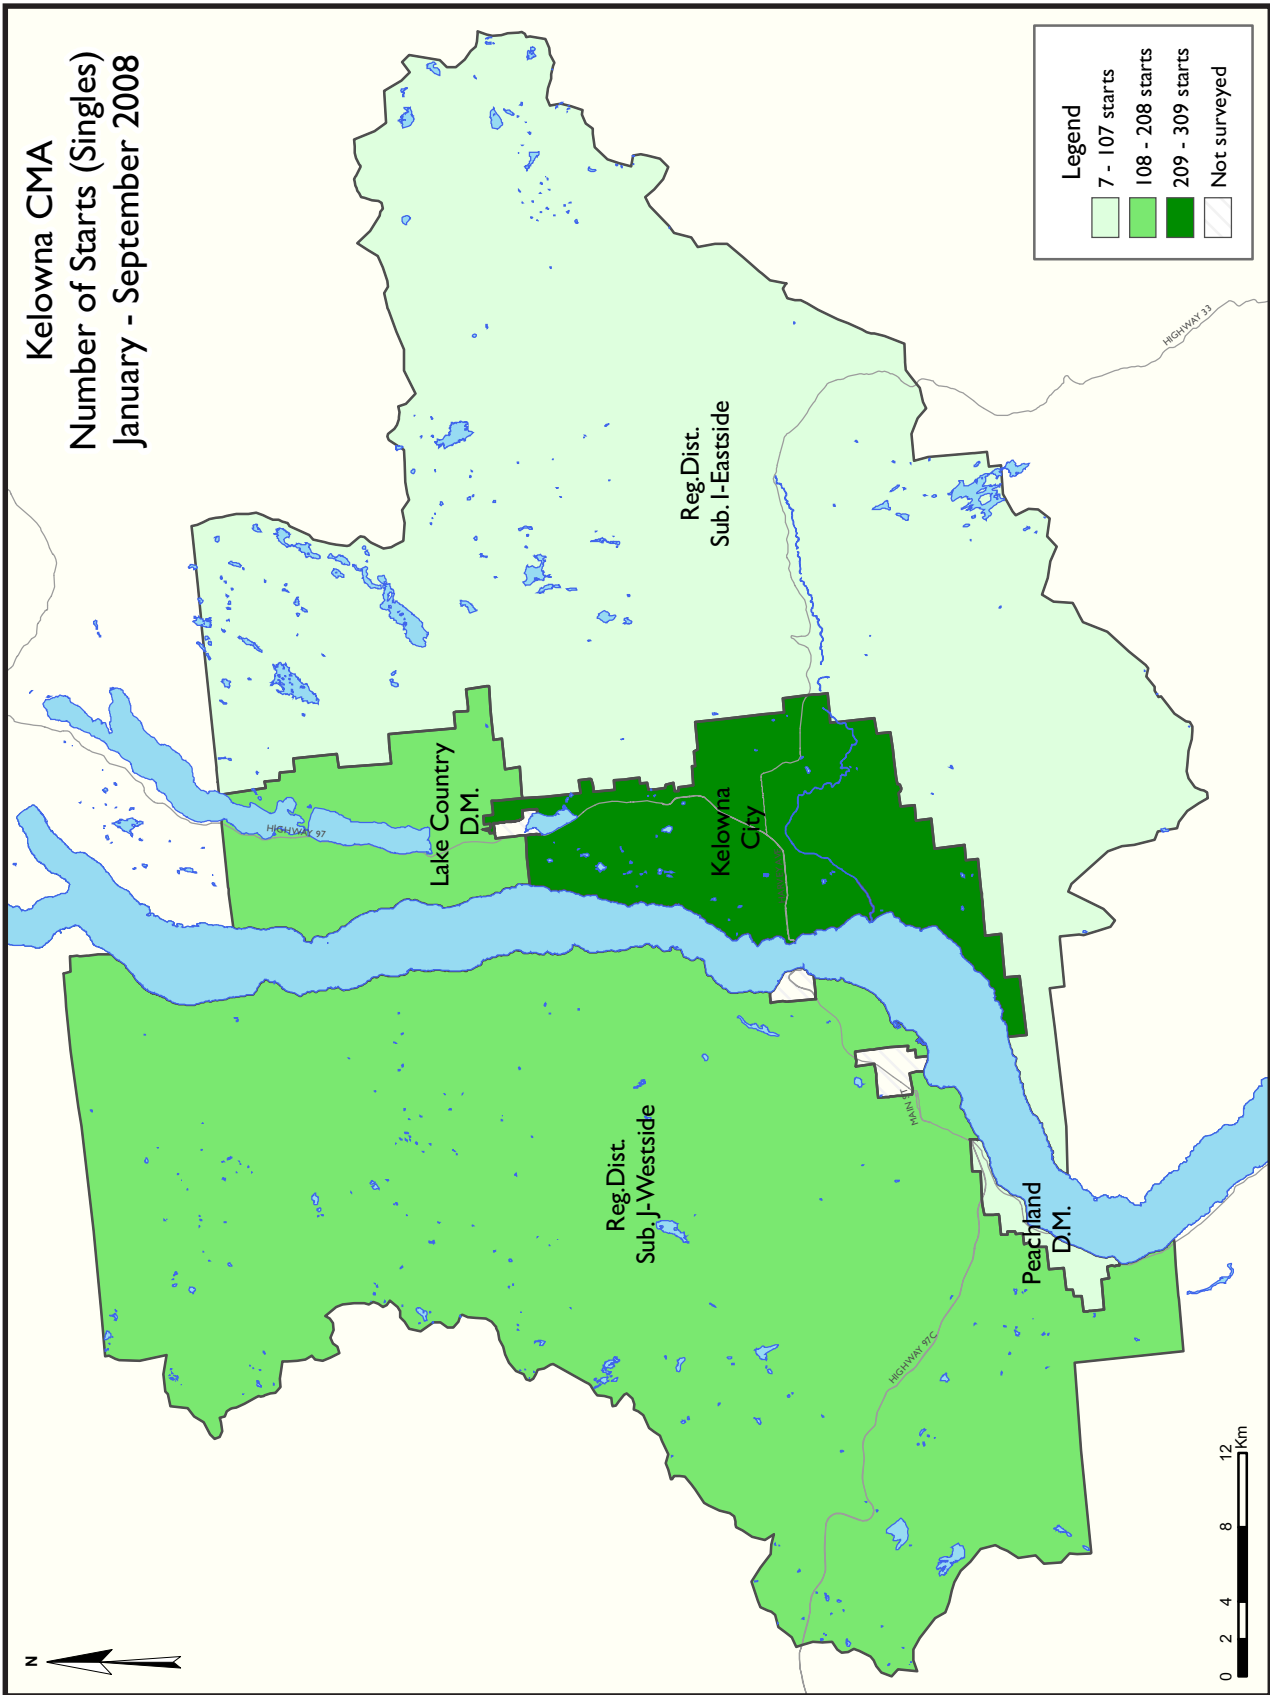 Kelowna CMA
Number of Starts (Singles)
January - September 2008
Legend
7 - 107 starts
108 - 208 starts
209 - 309 starts
Not surveyed
HIGHWAY 33
Reg.Dist.
Sub. I-Eastside
Lake Country
D.M.
HIGHWAY 97
Kelowna
City
Reg.Dist.
Sub. J-Westside
MAIN ST
Peachland
D.M.
HIGHWAY 97C
N
0 2 4 8 12
Km